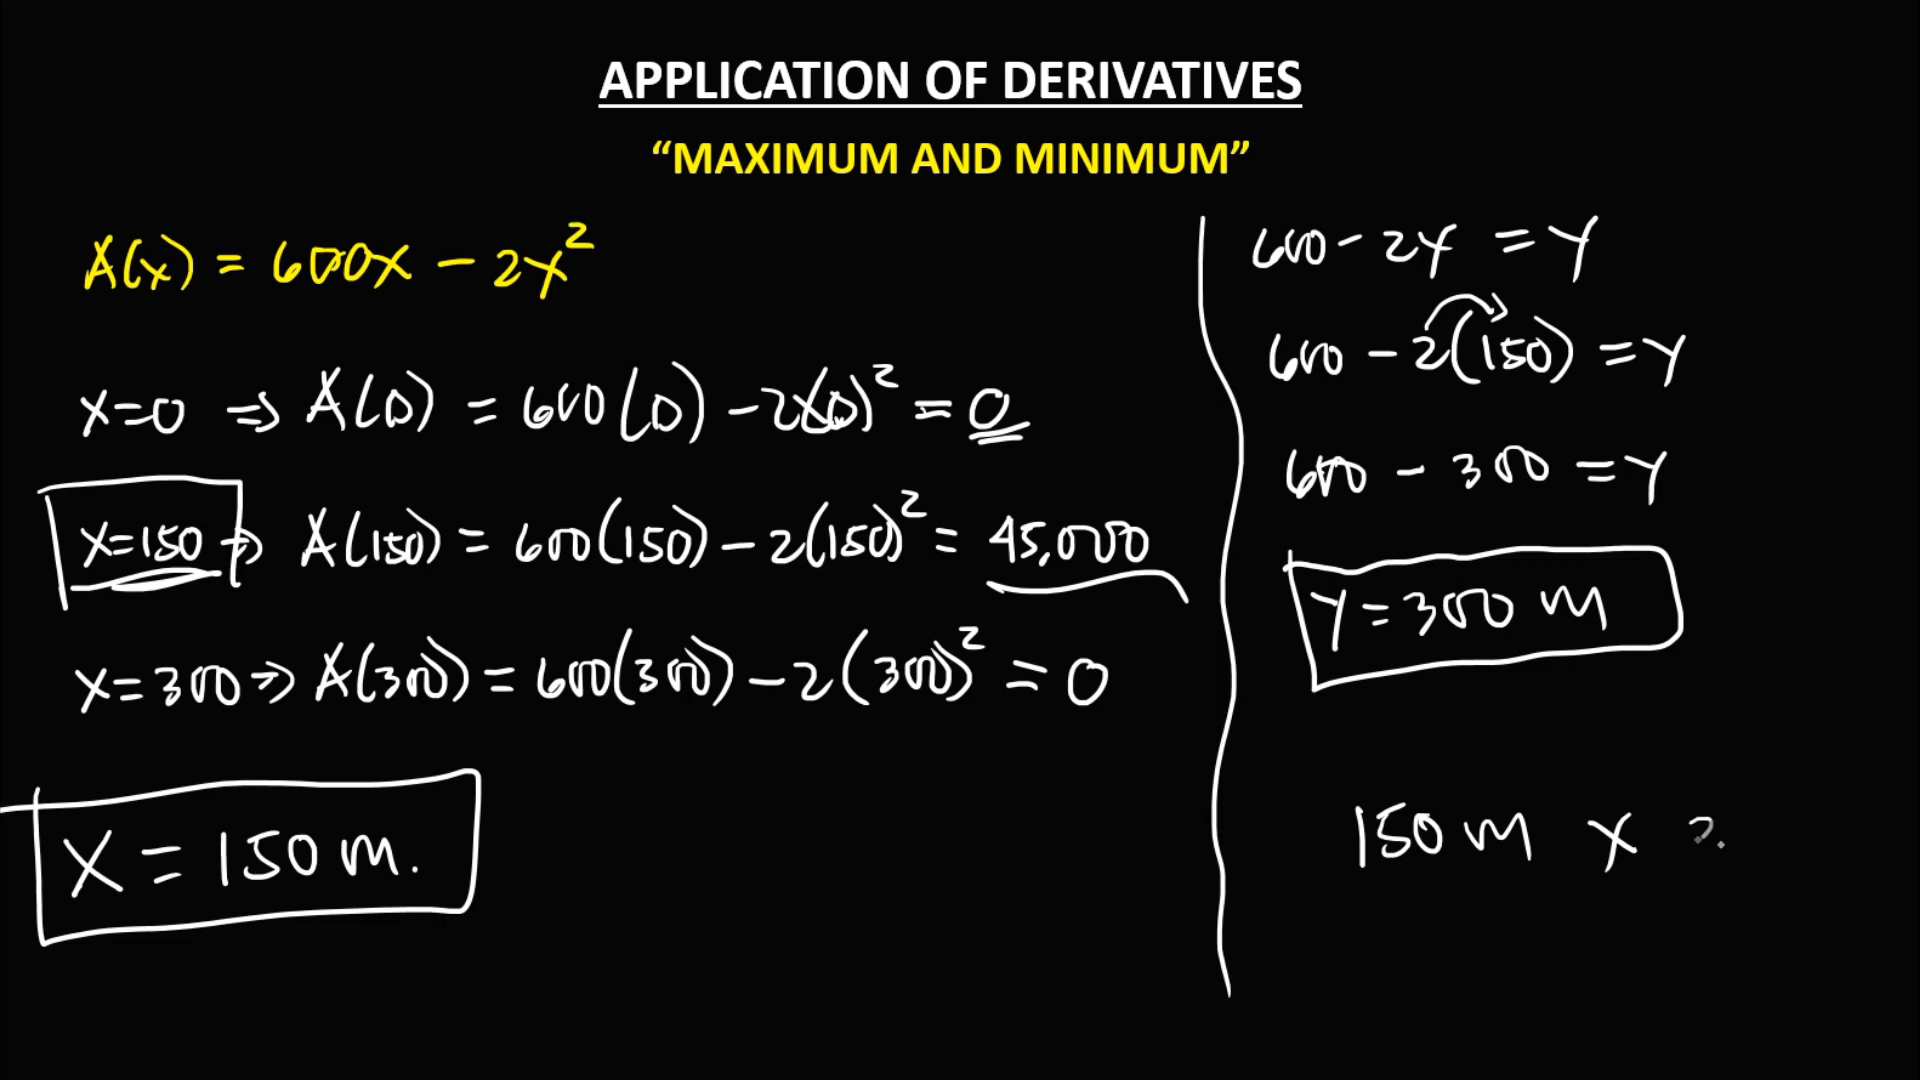 APPLICATION OF DERIVATIVES
“MAXIMUM AND MINIMUM”
A(x) = 600x - 2x²
x=0 ⇒ A(0) = 600(0) - 2(0)² = 0
x=150 ⇒ A(150) = 600(150) - 2(150)² = 45,000
x=300 ⇒ A(300) = 600(300) - 2(300)² = 0
X = 150 m.
600 - 2x = Y
600 - 2(150) = Y
600 - 300 = Y
Y = 300 m
150 m x